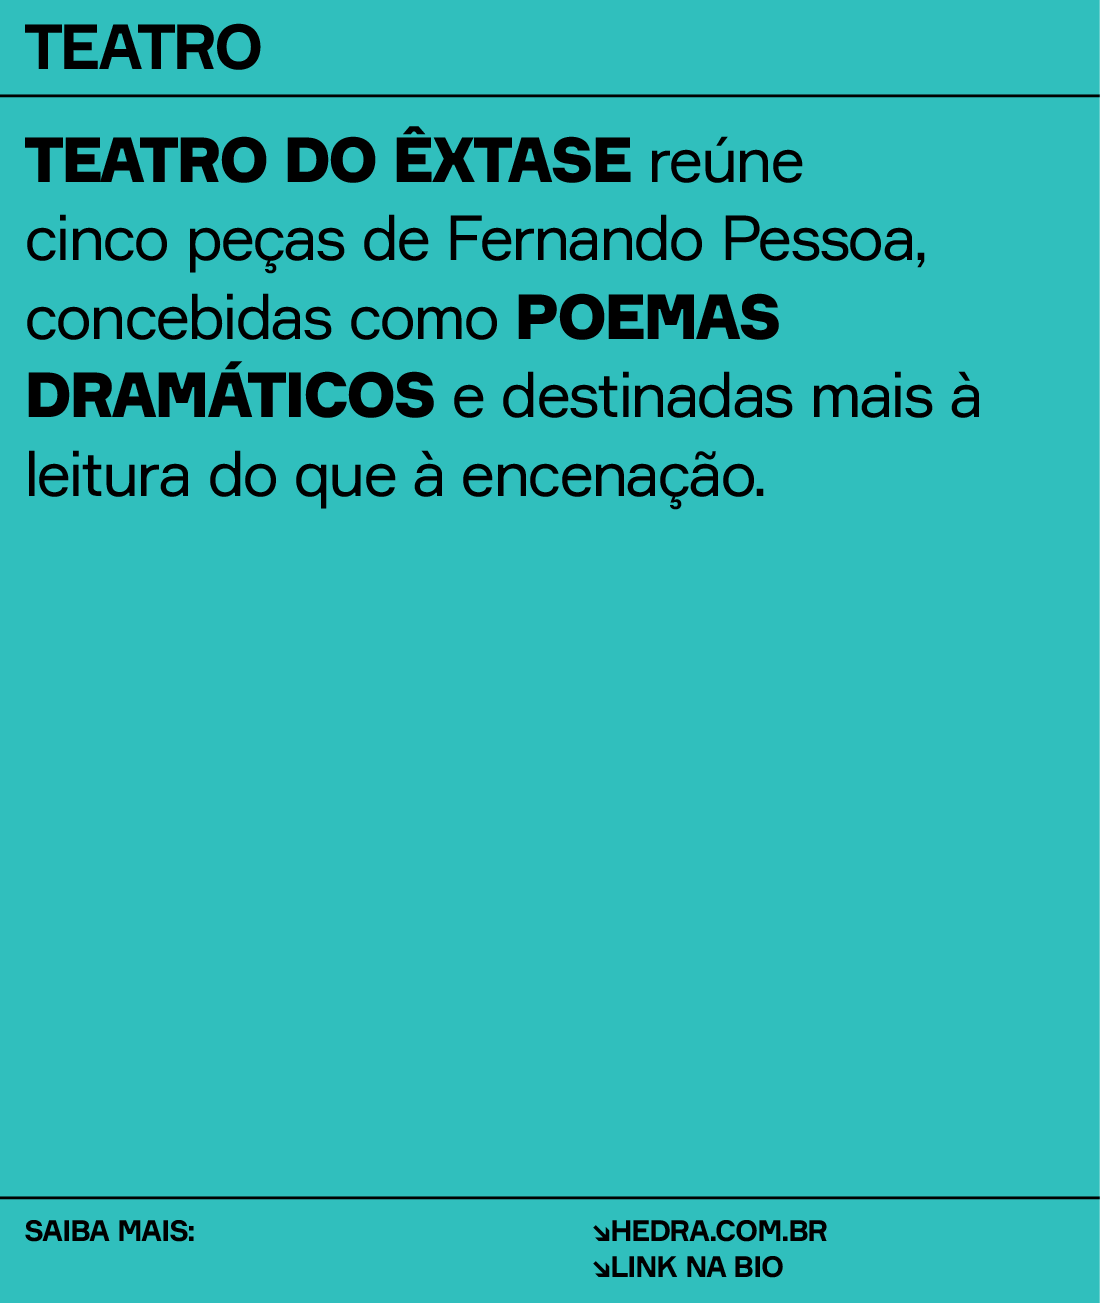 TEATRO
TEATRO DO ÊXTASE reúne
cinco peças de Fernando Pessoa,
concebidas como POEMAS
DRAMÁTICOS e destinadas mais à
leitura do que à encenação.
SAIBA MAIS:
↘HEDRA.COM.BR
↘LINK NA BIO